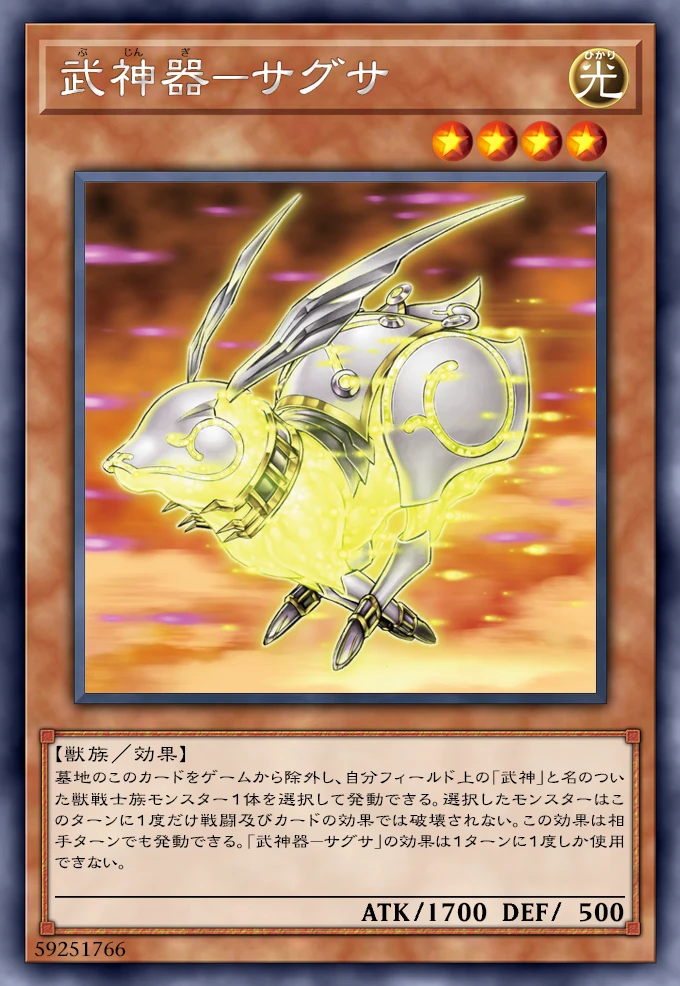 ぶ じん ぎ
武神器－サグサ
ひかり
光
【獣族／効果】
墓地のこのカードをゲームから除外し、自分フィールド上の「武神」と名のつい
た獣戦士族モンスター１体を選択して発動できる。選択したモンスターはこ
のターンに１度だけ戦闘及びカードの効果では破壊されない。この効果は相
手ターンでも発動できる。「武神器－サグサ」の効果は１ターンに１度しか使用
できない。
ATK/1700 DEF/ 500
59251766